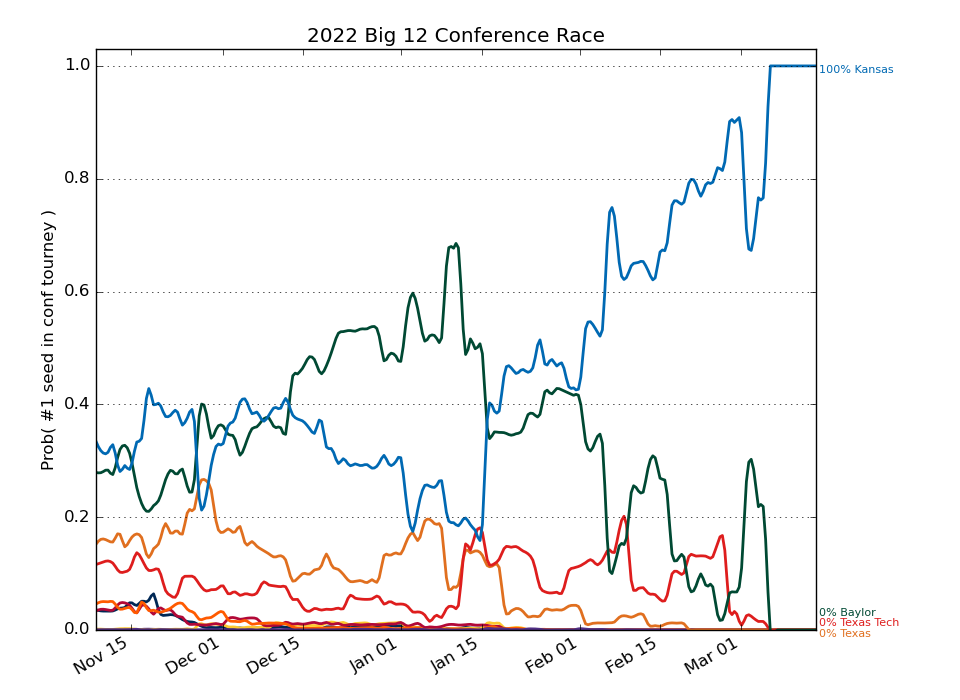 2022 Big 12 Conference Race
Prob( #1 seed in conf tourney )
1.0
0.8
0.6
0.4
0.2
0.0
Nov 15
Dec 01
Dec 15
Jan 01
Jan 15
Feb 01
Feb 15
Mar 01
100% Kansas
0% Baylor
0% Texas Tech
0% Texas